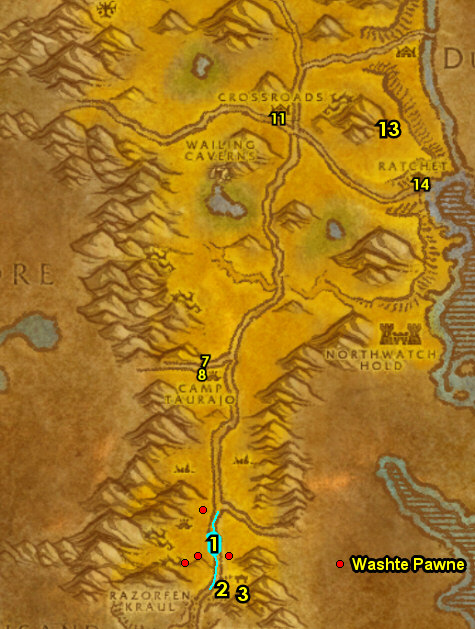 DU
CROSSROADS
11
13
WAILING
CAVERNS
RATCHET
14
ORE
NORTHWATCH
HOLD
7
8
CAMP
TAURAJO
1
Washte Pawne
2
3
RAZORFEN
KRAUL